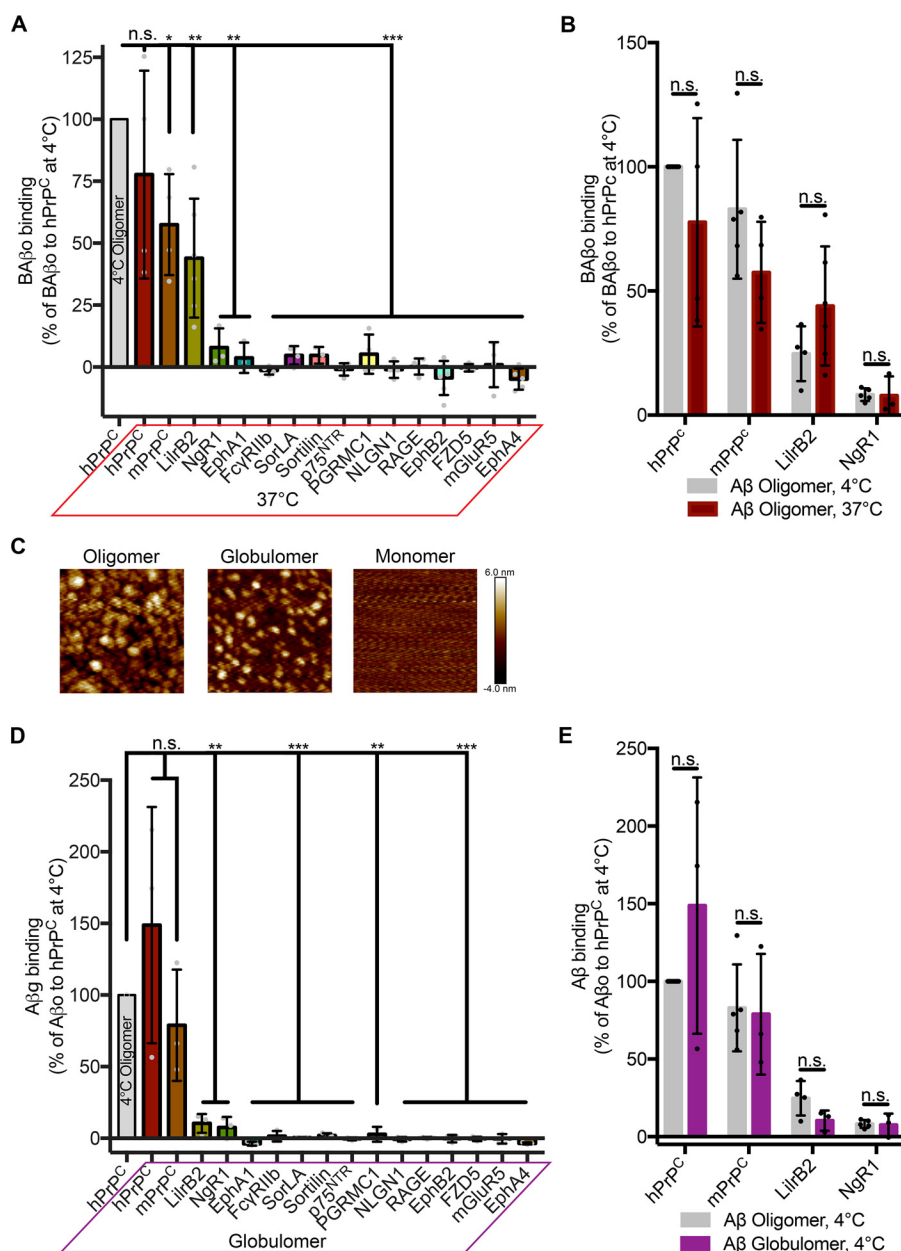 A
n.s.
*
**
**
***
BAβo binding
(% of BAβo to hPrPC at 4°C)
125
100
75
50
25
0
4°C Oligomer
hPrPC
hPrPC
mPrPC
LilrB2
NgR1
EphA1
FcγRIIb
SorLA
Sortilin
p75NTR
PGRMC1
NLGN1
RAGE
EphB2
FZD5
mGluR5
EphA4
37°C
B
BAβo binding
(% of BAβo to hPrPc at 4°C)
150
100
50
0
n.s.
n.s.
n.s.
n.s.
hPrPc
mPrPc
LilrB2
NgR1
Aβ Oligomer, 4°C
Aβ Oligomer, 37°C
C
Oligomer
Globulomer
Monomer
6.0 nm
-4.0 nm
D
n.s.
**
***
**
***
Aβg binding
(% of Aβo to hPrPC at 4°C)
250
200
150
100
50
0
4°C Oligomer
hPrPC
hPrPC
mPrPC
LilrB2
NgR1
EphA1
FcγRIIb
SorLA
Sortilin
p75NTR
PGRMC1
NLGN1
RAGE
EphB2
FZD5
mGluR5
EphA4
Globulomer
E
Aβ binding
(% of Aβo to hPrPC at 4°C)
250
200
150
100
50
0
n.s.
n.s.
n.s.
n.s.
hPrPC
mPrPC
LilrB2
NgR1
Aβ Oligomer, 4°C
Aβ Globulomer, 4°C